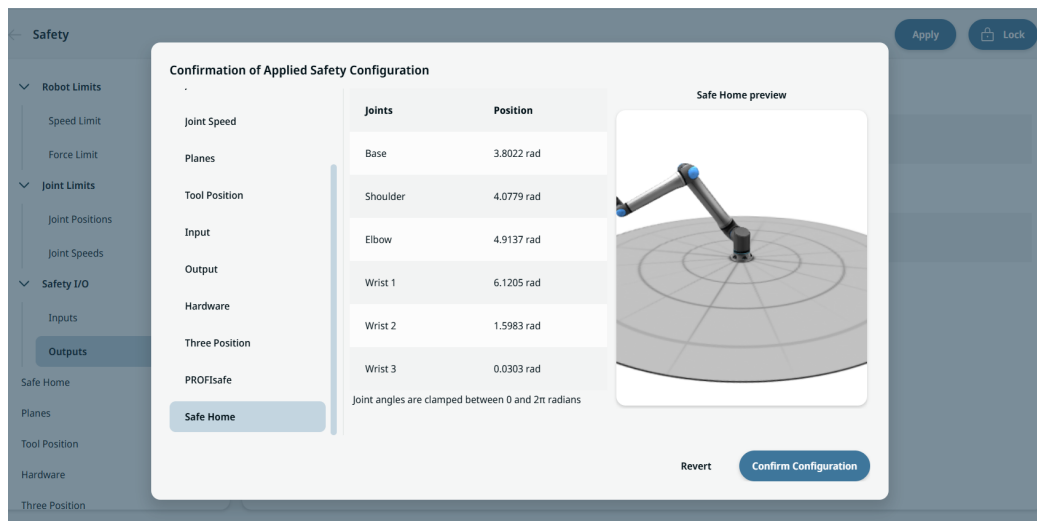 Safety
Apply
Lock
Robot Limits
Speed Limit
Force Limit
Joint Limits
Joint Positions
Joint Speeds
Safety I/O
Inputs
Outputs
Safe Home
Planes
Tool Position
Hardware
Three Position
Confirmation of Applied Safety Configuration
Joint Speed
Planes
Tool Position
Input
Output
Hardware
Three Position
PROFIsafe
Safe Home
Joints Position
Base 3.8022 rad
Shoulder 4.0779 rad
Elbow 4.9137 rad
Wrist 1 6.1205 rad
Wrist 2 1.5983 rad
Wrist 3 0.0303 rad
Joint angles are clamped between 0 and 2π radians
Safe Home preview
Revert
Confirm Configuration